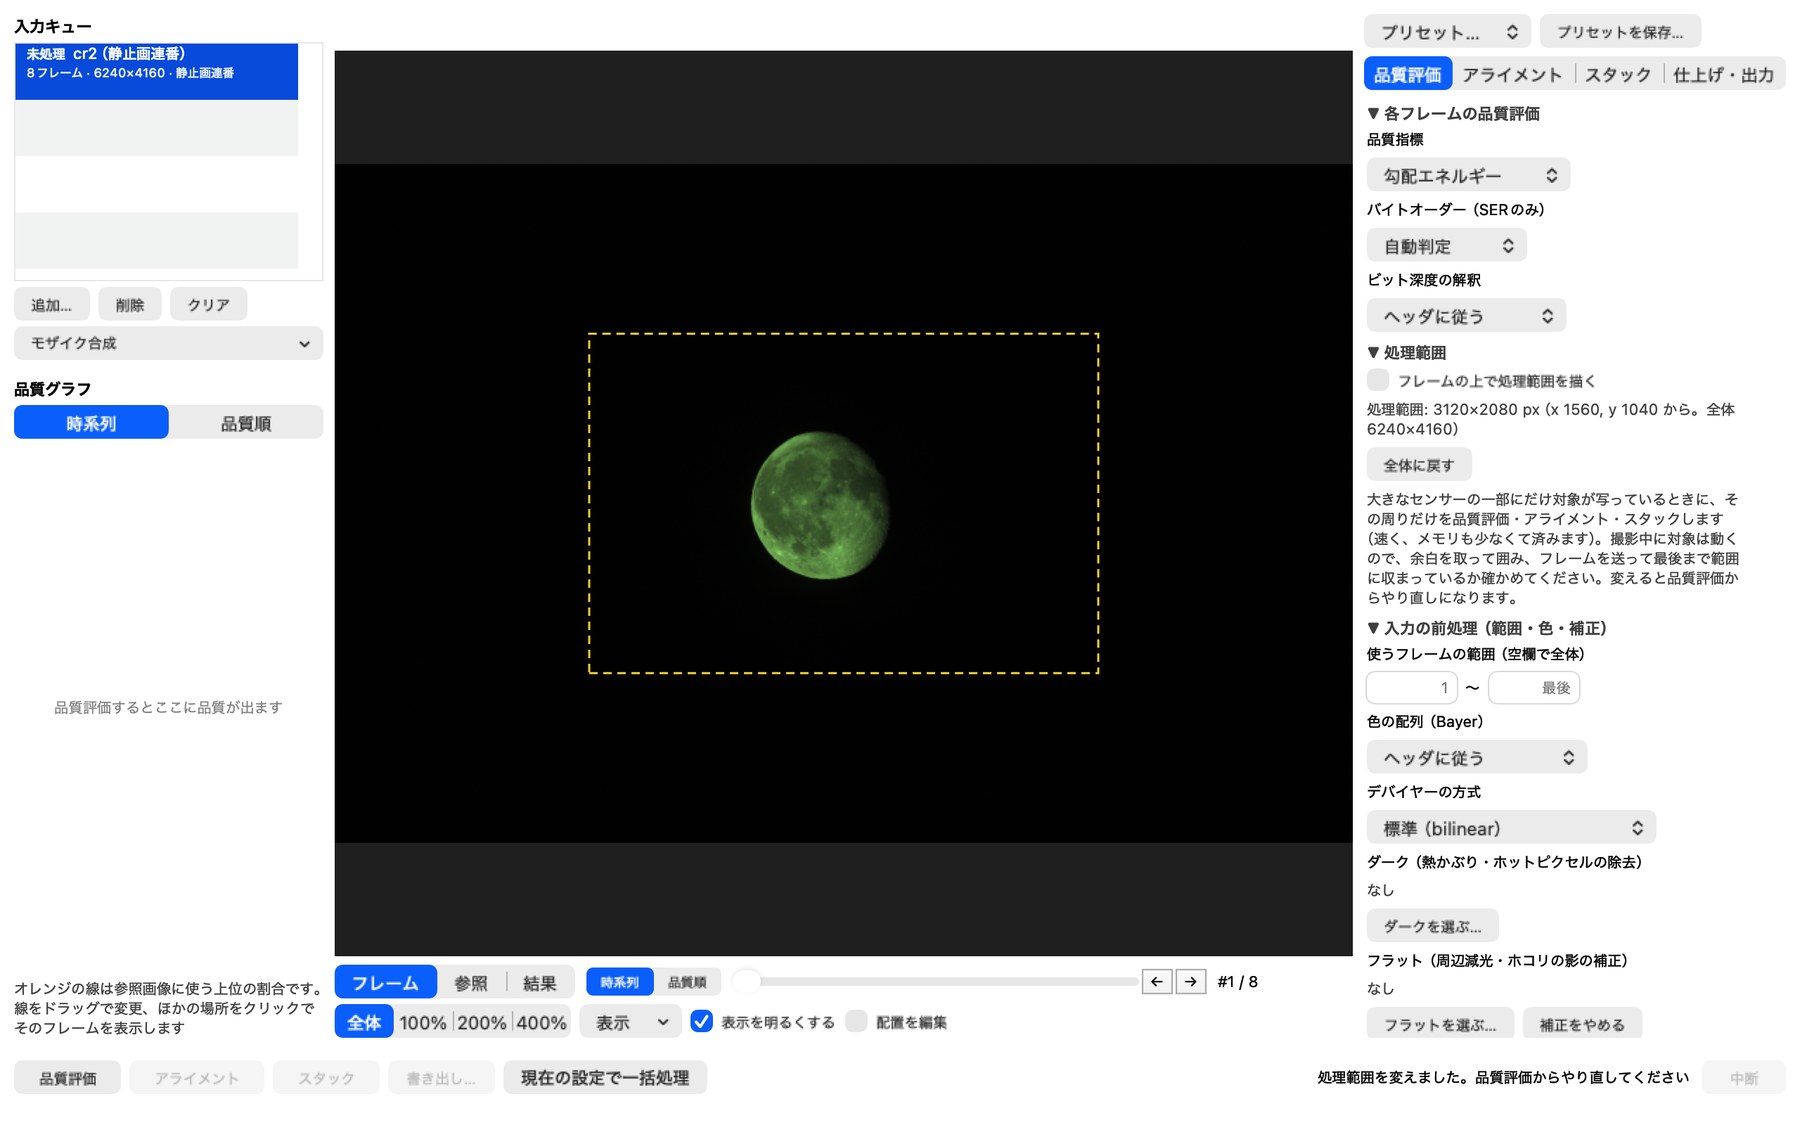 入力キュー
未処理 cr2 (静止画連番)
8フレーム · 6240×4160 · 静止画連番
追加...
削除
クリア
モザイク合成
品質グラフ
時系列
品質順
品質評価するとここに品質が出ます
オレンジの線は参照画像に使う上位の割合です。
線をドラッグで変更、ほかの場所をクリックで
そのフレームを表示します
フレーム
参照
結果
時系列
品質順
#1 / 8
全体
100%
200%
400%
表示
表示を明るくする
配置を編集
品質評価
アライメント
スタック
書き出し...
現在の設定で一括処理
プリセット...
プリセットを保存...
品質評価
アライメント
スタック
仕上げ・出力
▼ 各フレームの品質評価
品質指標
勾配エネルギー
バイトオーダー（SERのみ）
自動判定
ビット深度の解釈
ヘッダに従う
▼ 処理範囲
フレームの上で処理範囲を描く
処理範囲: 3120×2080 px (x 1560, y 1040 から。全体
6240×4160)
全体に戻す
大きなセンサーの一部にだけ対象が写っているときに、そ
の周りだけを品質評価・アライメント・スタックします
（速く、メモリも少なくて済みます）。撮影中に対象は動く
ので、余白を取って囲み、フレームを送って最後まで範囲
に収まっているか確かめてください。変えると品質評価か
らやり直しになります。
▼ 入力の前処理（範囲・色・補正）
使うフレームの範囲（空欄で全体）
1 〜 最後
色の配列（Bayer）
ヘッダに従う
デバイヤーの方式
標準（bilinear）
ダーク（熱かぶり・ホットピクセルの除去）
なし
ダークを選ぶ...
フラット（周辺減光・ホコリの影の補正）
なし
フラットを選ぶ...
補正をやめる
処理範囲を変えました。品質評価からやり直してください
中断